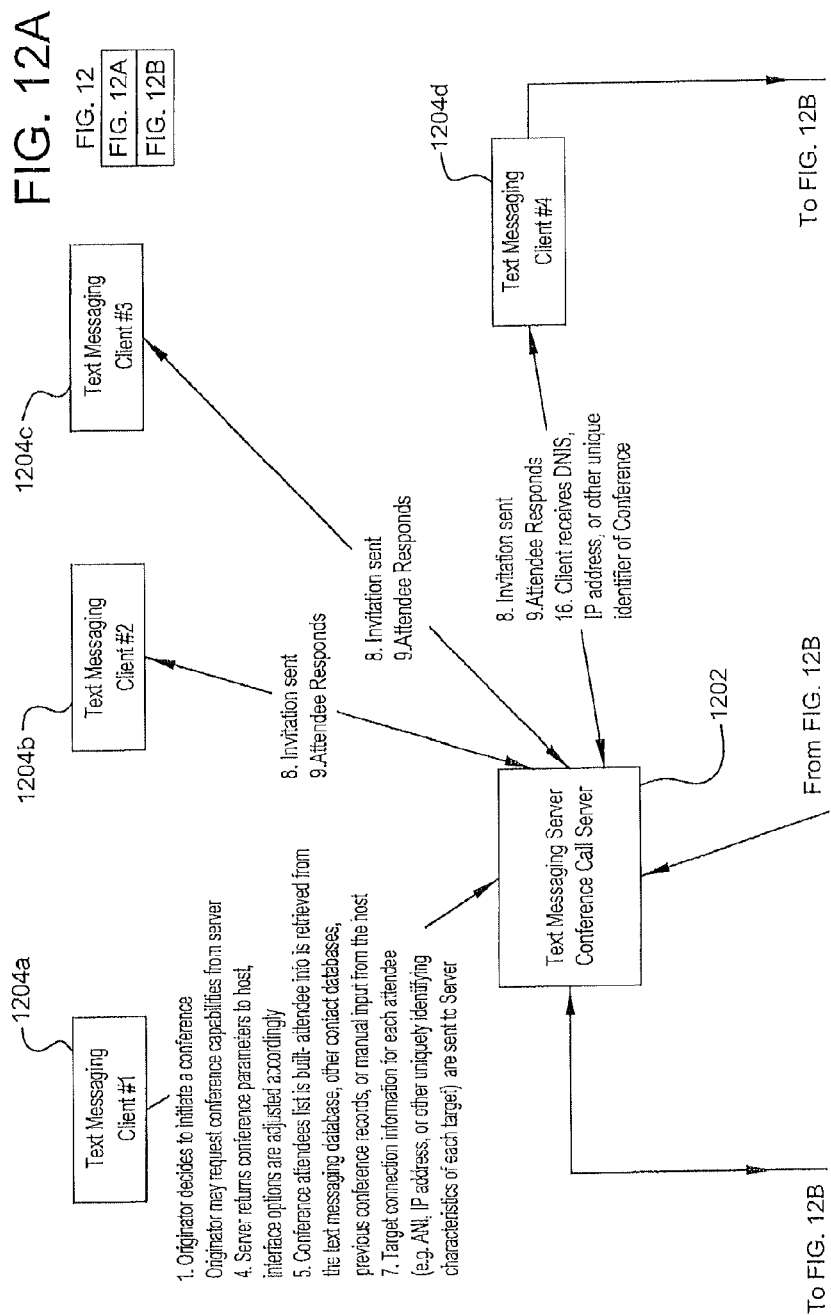 FIG. 12A
FIG. 12
FIG. 12A
FIG. 12B
1204a
Text Messaging
Client #1
1204b
Text Messaging
Client #2
1204c
Text Messaging
Client #3
1204d
Text Messaging
Client #4
1. Originator decides to initiate a conference
Originator may request conference capabilities from server
4. Server returns conference parameters to host,
interface options are adjusted accordingly
5. Conference attendees list is built- attendee info is retrieved from
the text messaging database, other contact databases,
previous conference records, or manual input from the host
7. Target connection information for each attendee
(e.g. ANI, IP address, or other uniquely identifying
characteristics of each target) are sent to Server
8. Invitation sent
9.Attendee Responds
8. Invitation sent
9.Attendee Responds
8. Invitation sent
9.Attendee Responds
16. Client receives DNIS,
IP address, or other unique
identifier of Conference
Text Messaging Server
Conference Call Server
1202
To FIG. 12B
From FIG. 12B
To FIG. 12B